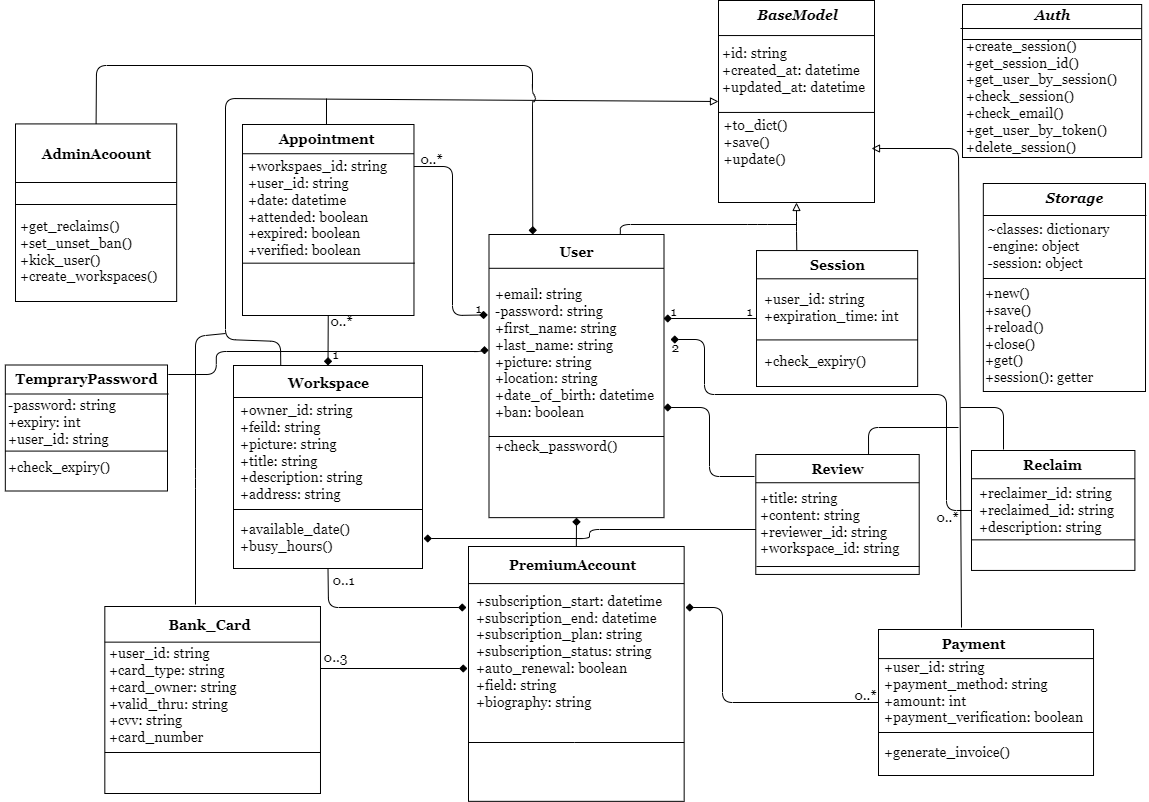 BaseModel
+id: string
+created_at: datetime
+updated_at: datetime
+to_dict()
+save()
+update()
Auth
+create_session()
+get_session_id()
+get_user_by_session()
+check_session()
+check_email()
+get_user_by_token()
+delete_session()
AdminAcoount
+get_reclaims()
+set_unset_ban()
+kick_user()
+create_workspaces()
Appointment
+workspaes_id: string
+user_id: string
+date: datetime
+attended: boolean
+expired: boolean
+verified: boolean
0..*
0..*
1
1
User
+email: string
-password: string
+first_name: string
+last_name: string
+picture: string
+location: string
+date_of_birth: datetime
+ban: boolean
+check_password()
1
1
2
Session
+user_id: string
+expiration_time: int
+check_expiry()
Storage
~classes: dictionary
-engine: object
-session: object
+new()
+save()
+reload()
+close()
+get()
+session(): getter
TempraryPassword
-password: string
+expiry: int
+user_id: string
+check_expiry()
Workspace
+owner_id: string
+feild: string
+picture: string
+title: string
+description: string
+address: string
+available_date()
+busy_hours()
0..1
Review
+title: string
+content: string
+reviewer_id: string
+workspace_id: string
0..*
Reclaim
+reclaimer_id: string
+reclaimed_id: string
+description: string
Bank_Card
+user_id: string
+card_type: string
+card_owner: string
+valid_thru: string
+cvv: string
+card_number
0..3
PremiumAccount
+subscription_start: datetime
+subscription_end: datetime
+subscription_plan: string
+subscription_status: string
+auto_renewal: boolean
+field: string
+biography: string
0..*
Payment
+user_id: string
+payment_method: string
+amount: int
+payment_verification: boolean
+generate_invoice()